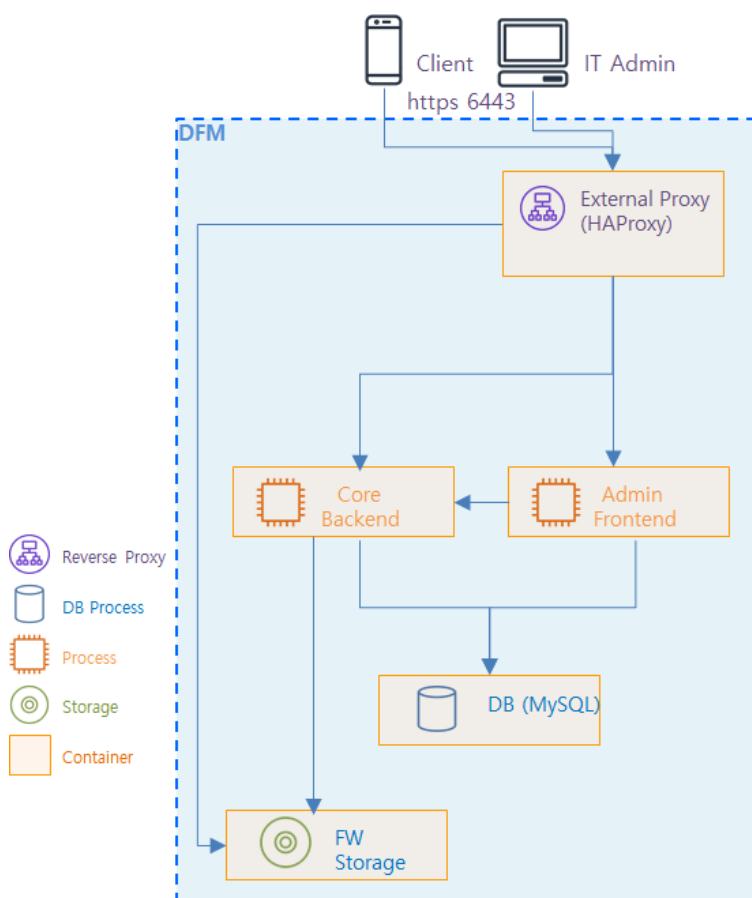 Client
IT Admin
https 6443
DFM
External Proxy
(HAProxy)
Core
Backend
Admin
Frontend
Reverse Proxy
DB Process
Process
Storage
Container
DB (MySQL)
FW
Storage